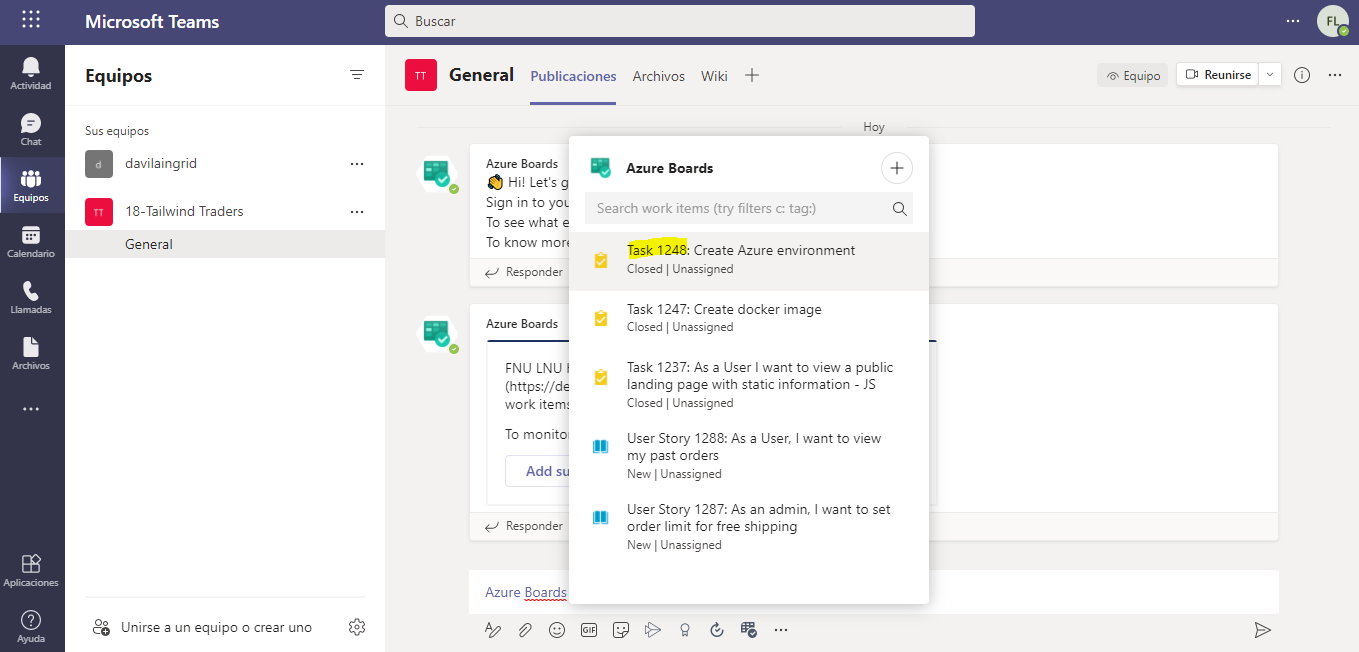 Microsoft Teams
Buscar
FL
Actividad
Chat
Equipos
Calendario
Llamadas
Archivos
Aplicaciones
Ayuda
Equipos
Sus equipos
d
davilaingrid
TT
18-Tailwind Traders
General
Unirse a un equipo o crear uno
TT
General
Publicaciones
Archivos
Wiki
Equipo
Reunirse
Hoy
Azure Boards
Hi! Let's g
Sign in to you
To see what e
To know more
Responder
Azure Boards
FNU LNU
(https://de
work items
To monito
Add su
Responder
Azure Boards
Search work items (try filters c: tag:)
Task 1248: Create Azure environment
Closed | Unassigned
Task 1247: Create docker image
Closed | Unassigned
Task 1237: As a User I want to view a public
landing page with static information - JS
Closed | Unassigned
User Story 1288: As a User, I want to view
my past orders
New | Unassigned
User Story 1287: As an admin, I want to set
order limit for free shipping
New | Unassigned
Azure Boards
GIF